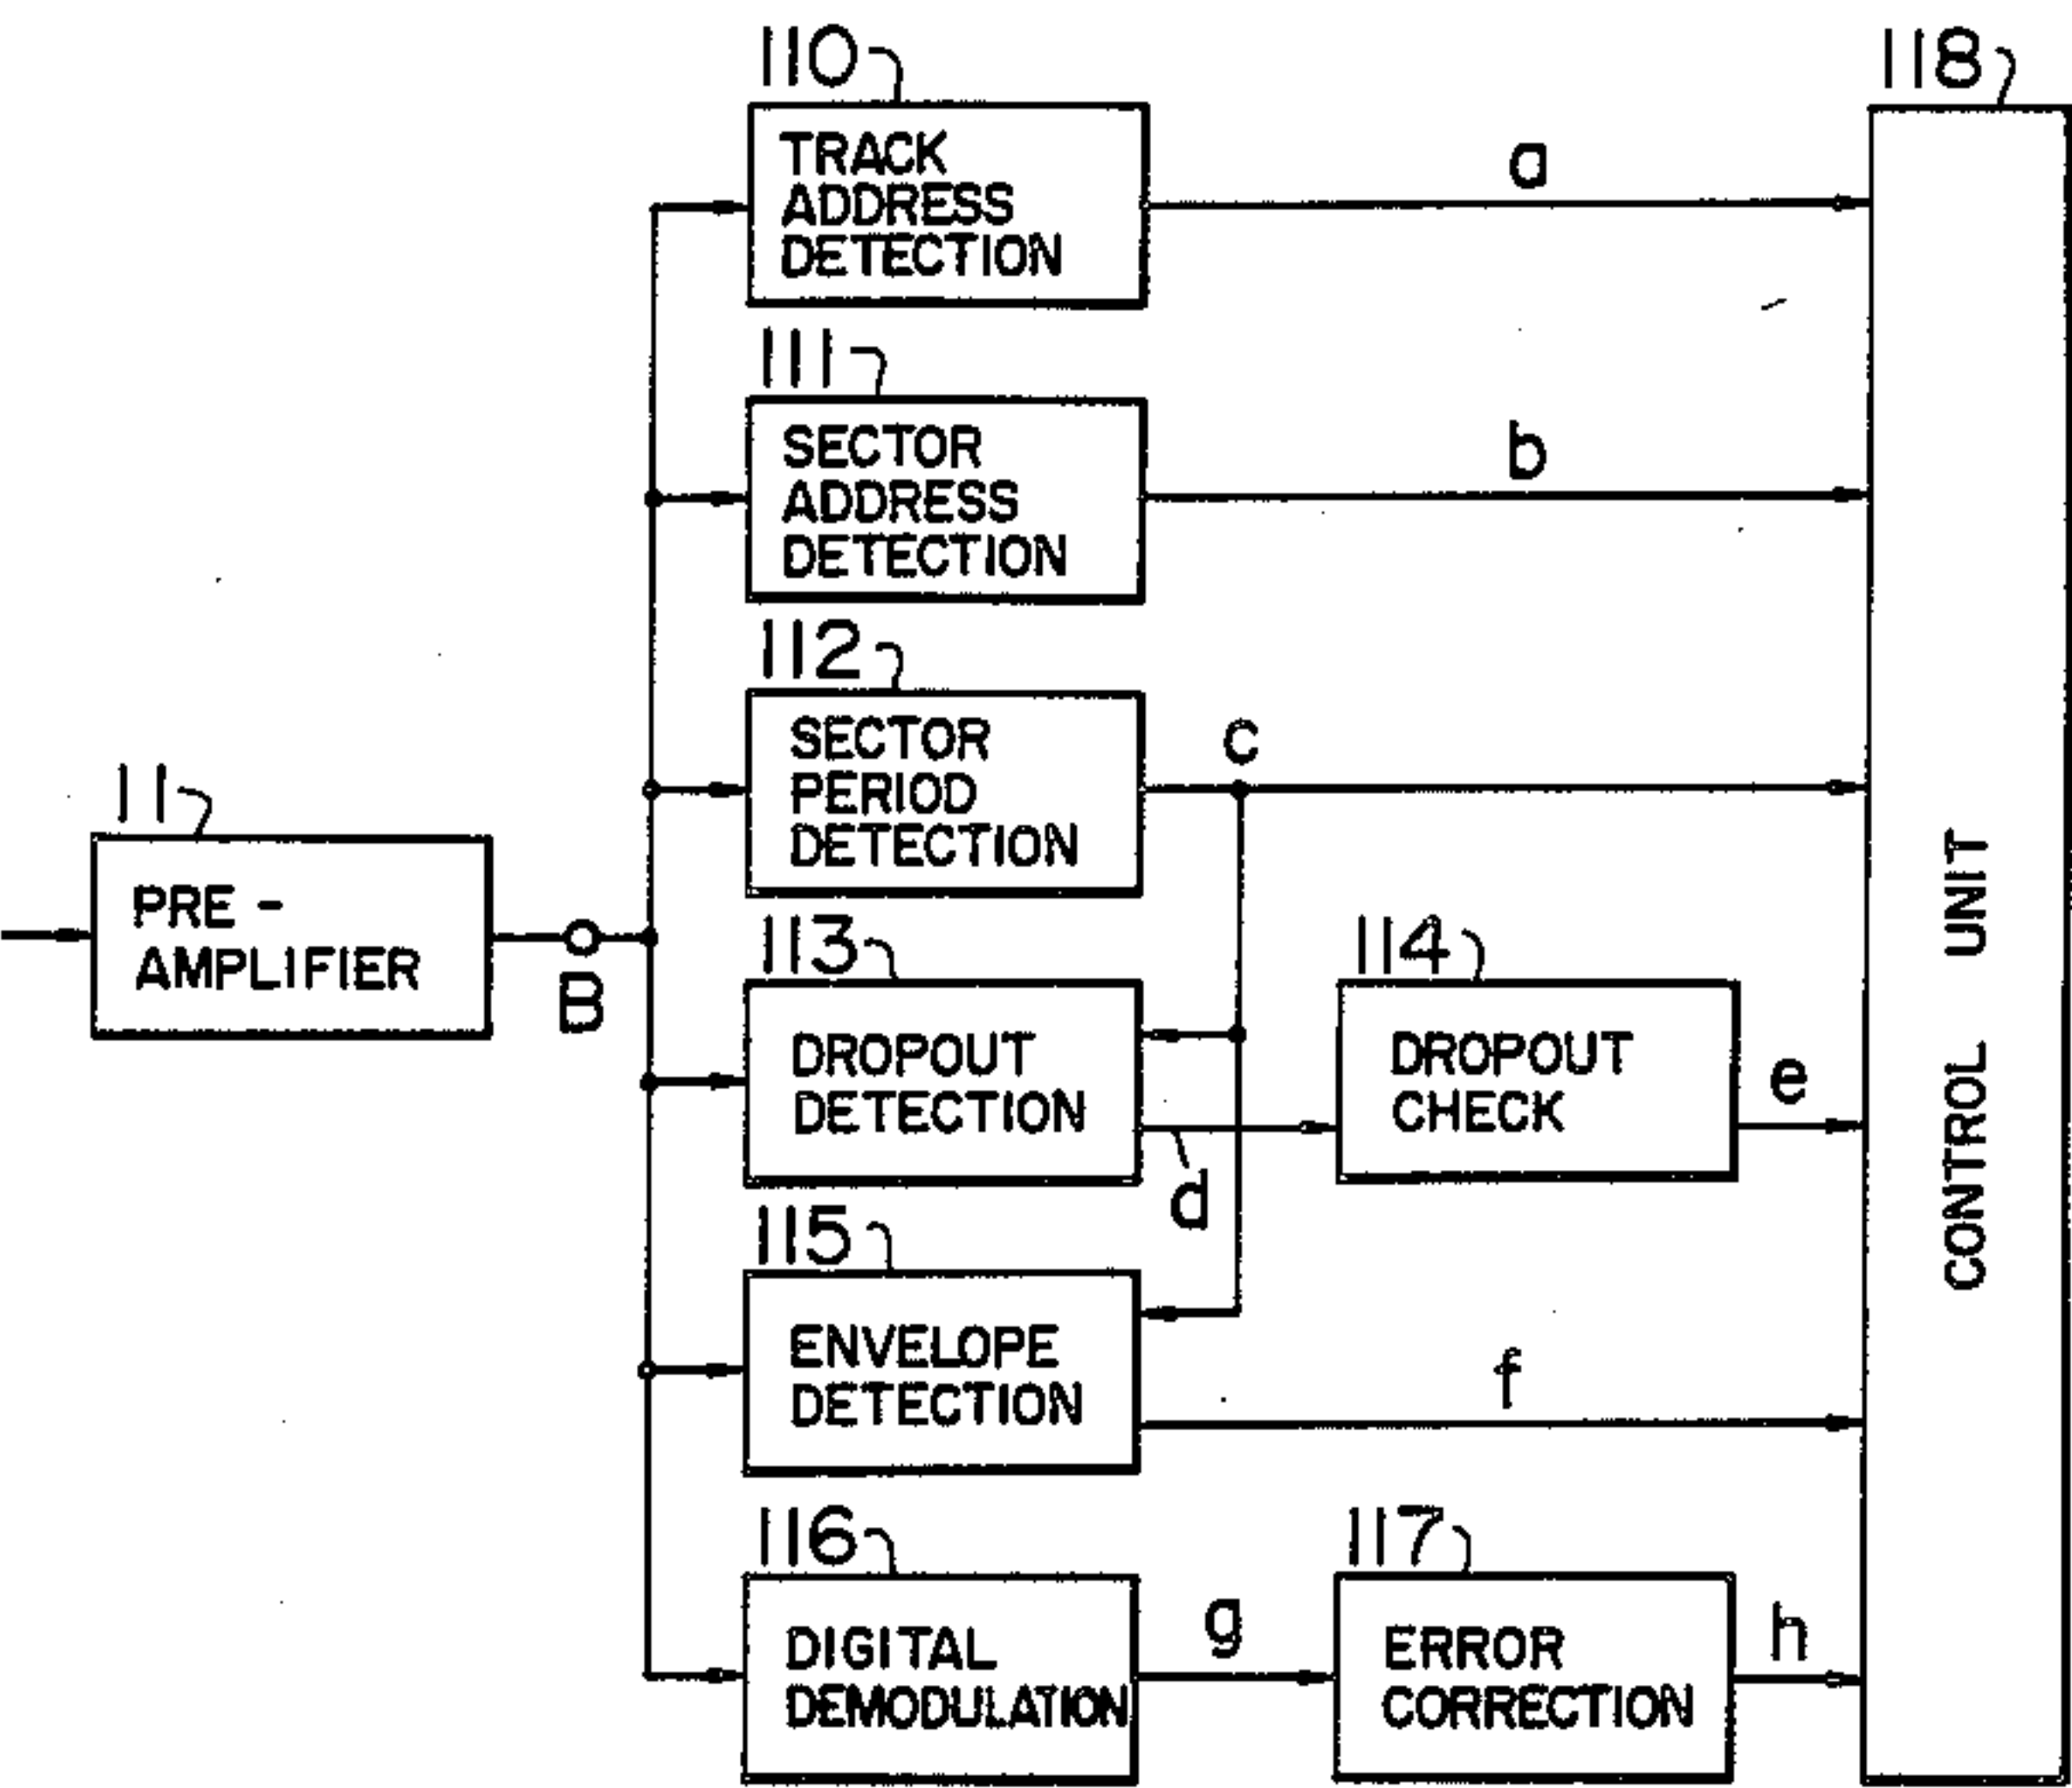 110
118
TRACK
ADDRESS
DETECTION
a
111
SECTOR
ADDRESS
DETECTION
b
112
SECTOR
PERIOD
DETECTION
c
11
PRE -
AMPLIFIER
B
113
DROPOUT
DETECTION
d
114
DROPOUT
CHECK
e
115
ENVELOPE
DETECTION
f
116
DIGITAL
DEMODULATION
g
117
ERROR
CORRECTION
h
CONTROL UNIT